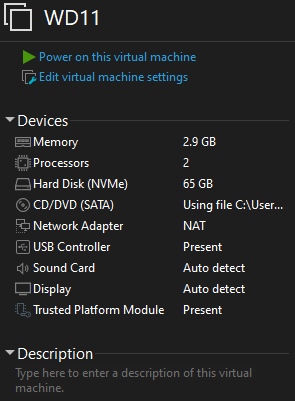 WD11
Power on this virtual machine
Edit virtual machine settings
Devices
Memory 2.9 GB
Processors 2
Hard Disk (NVMe) 65 GB
CD/DVD (SATA) Using file C:\User...
Network Adapter NAT
USB Controller Present
Sound Card Auto detect
Display Auto detect
Trusted Platform Module Present
Description
Type here to enter a description of this virtual
machine.